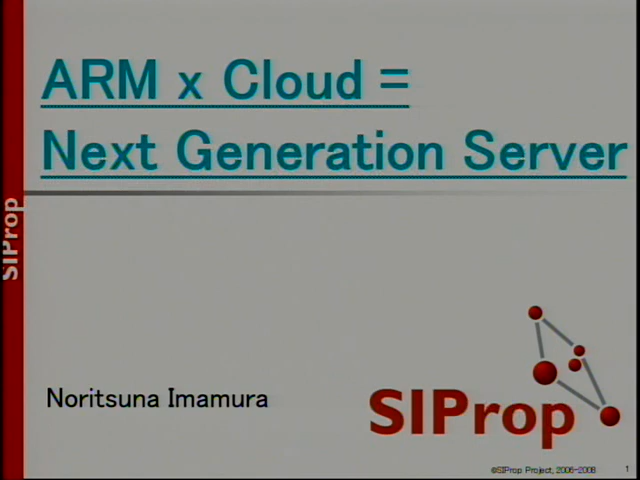 ARM x Cloud =
Next Generation Server
SIProp
Noritsuna Imamura
SIProp
©SIProp Project, 2006-2008
1